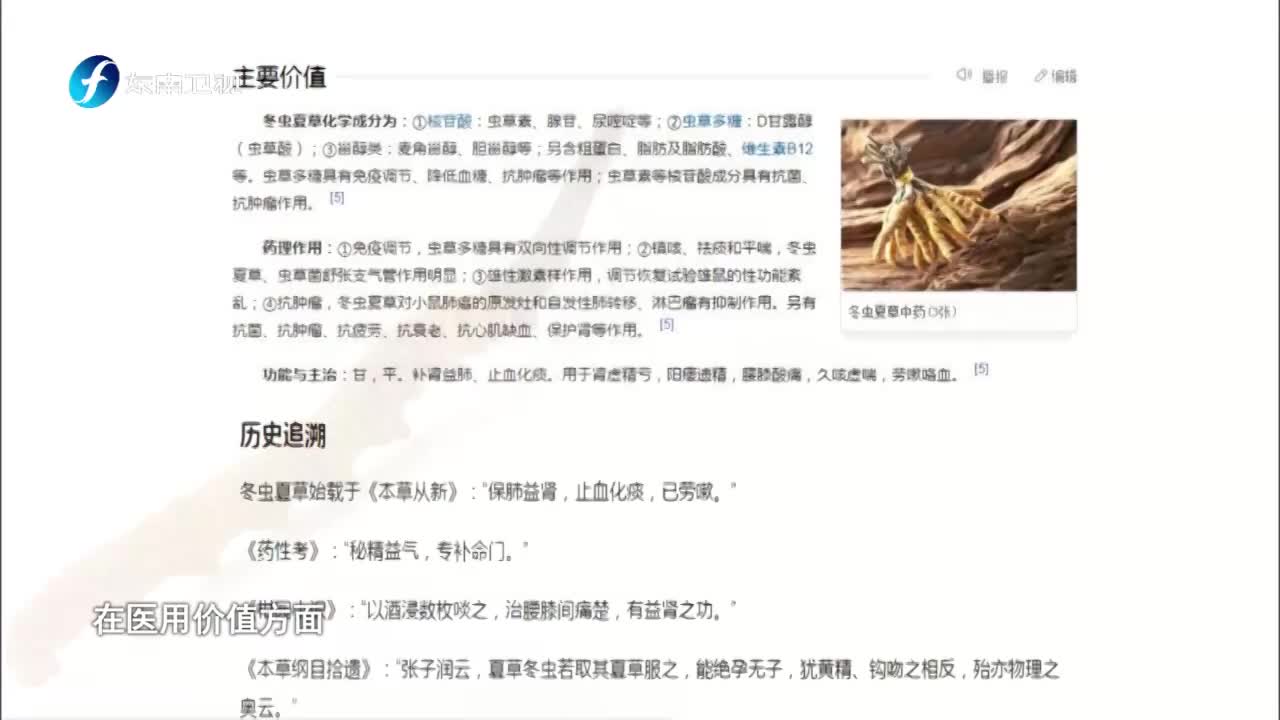 东南卫视
主要价值
播报 编辑
冬虫夏草化学成分为：①核苷酸：虫草素、腺苷、尿嘧啶等；②虫草多糖：D甘露醇
（虫草酸）；③甾醇类：麦角甾醇、胆甾醇等；另含粗蛋白、脂肪及脂肪酸、维生素B12
等。虫草多糖具有免疫调节、降低血糖、抗肿瘤等作用；虫草素等核苷酸成分具有抗菌、
抗肿瘤作用。 [5]
药理作用：①免疫调节，虫草多糖具有双向性调节作用；②镇咳、祛痰和平喘，冬虫
夏草、虫草菌舒张支气管作用明显；③雄性激素样作用，调节恢复试验雄鼠的性功能紊
乱；④抗肿瘤，冬虫夏草对小鼠肺癌的原发灶和自发性肺转移、淋巴瘤有抑制作用。另有
抗菌、抗肿瘤、抗疲劳、抗衰老、抗心肌缺血、保护肾等作用。 [5]
冬虫夏草中药(3张)
功能与主治：甘，平。补肾益肺、止血化痰。用于肾虚精亏，阳痿遗精，腰膝酸痛，久咳虚喘，劳嗽咯血。 [5]
历史追溯
冬虫夏草始载于《本草从新》：“保肺益肾，止血化痰，已劳嗽。”
《药性考》：“秘精益气，专补命门。”
》：“以酒浸数枚啖之，治腰膝间痛楚，有益肾之功。”
在医用价值方面
《本草纲目拾遗》：“张子润云，夏草冬虫若取其夏草服之，能绝孕无子，犹黄精、钩吻之相反，殆亦物理之
奥云。”